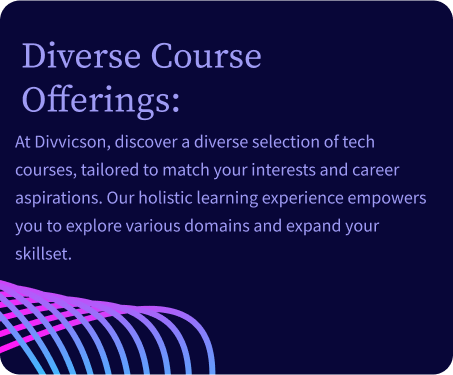 Diverse Course
Offerings:
At Divvicson, discover a diverse selection of tech
courses, tailored to match your interests and career
aspirations. Our holistic learning experience empowers
you to explore various domains and expand your
skillset.